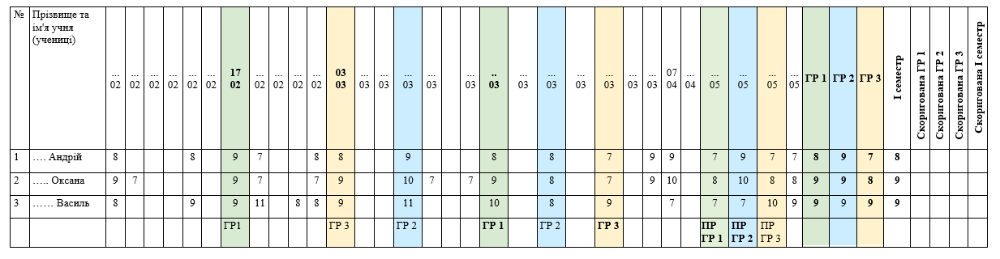 № Прізвище та ім'я учня (учениці) ... 02 ... 02 ... 02 ... 02 ... 02 ... 02 17 02 ... 02 ... 02 ... 02 ... 02 03 03 ... 03 ... 03 ... 03 ... 03 ... 03 .. 03 ... 03 ... 03 ... 03 ... 03 ... 03 ... 03 07 04 ... 04 ... 05 ... 05 ... 05 ... 05 ГР 1 ГР 2 ГР 3 І семестр Скоригована ГР 1 Скоригована ГР 2 Скоригована ГР 3 Скоригована І семестр
1 .... Андрій 8 8 9 7 8 8 9 8 8 7 9 9 7 9 7 7 8 9 7 8
2 ..... Оксана 9 7 9 7 7 9 10 7 7 9 8 7 9 10 8 10 8 8 9 9 8 9
3 ...... Василь 8 9 9 11 8 8 9 11 10 8 9 7 7 7 10 9 9 9 9 9
ГР1 ГР 3 ГР 2 ГР 1 ГР 2 ГР 3 ПР ГР 1 ПР ГР 2 ПР ГР 3